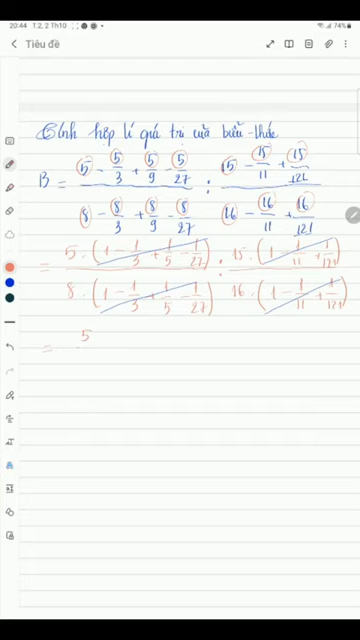 20:44 T.2, 2 Th10 74%
Tiêu đề
Tính hợp lí giá trị của biểu thức
B = (5 - 5/3 + 5/9 - 5/27)/(8 - 8/3 + 8/9 - 8/27) : (15 - 15/11 + 15/121)/(16 - 16/11 + 16/121)
= 5 . (1 - 1/3 + 1/5 - 1/27)/8 . (1 - 1/3 + 1/5 - 1/27) : 15 . (1 - 1/11 + 1/121)/16 . (1 - 1/11 + 1/121)
= 5